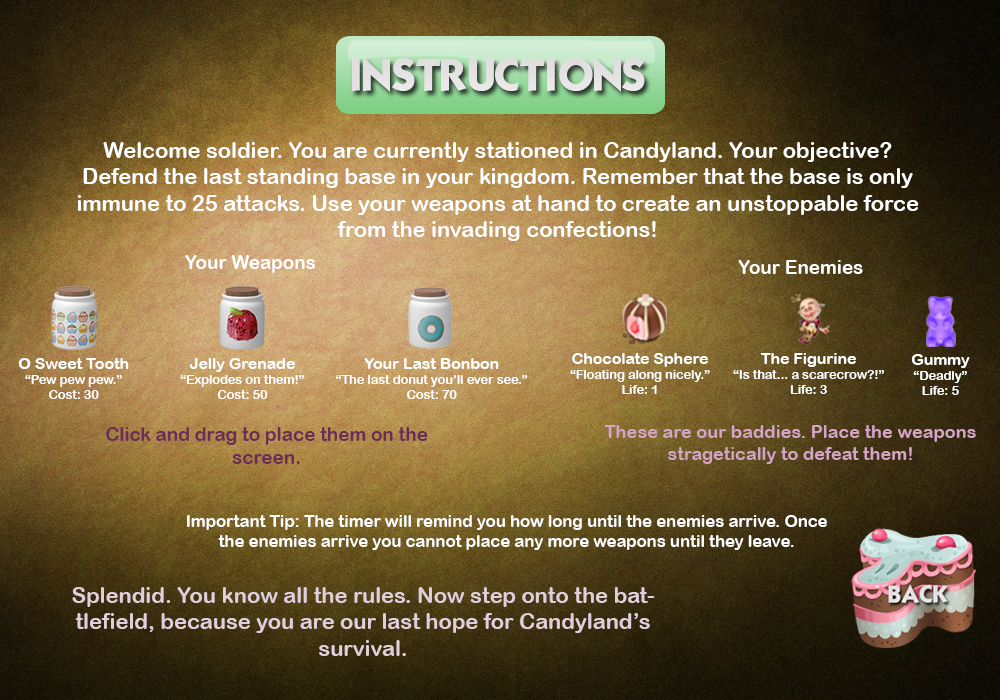 INSTRUCTIONS
Welcome soldier. You are currently stationed in Candyland. Your objective?
Defend the last standing base in your kingdom. Remember that the base is only
immune to 25 attacks. Use your weapons at hand to create an unstoppable force
from the invading confections!
Your Weapons
O Sweet Tooth
“Pew pew pew.”
Cost: 30
Jelly Grenade
“Explodes on them!”
Cost: 50
Your Last Bonbon
“The last donut you’ll ever see.”
Cost: 70
Click and drag to place them on the
screen.
Your Enemies
Chocolate Sphere
“Floating along nicely.”
Life: 1
The Figurine
“Is that... a scarecrow?!”
Life: 3
Gummy
“Deadly”
Life: 5
These are our baddies. Place the weapons
stragetically to defeat them!
Important Tip: The timer will remind you how long until the enemies arrive. Once
the enemies arrive you cannot place any more weapons until they leave.
Splendid. You know all the rules. Now step onto the bat-
tlefield, because you are our last hope for Candyland’s
survival.
BACK